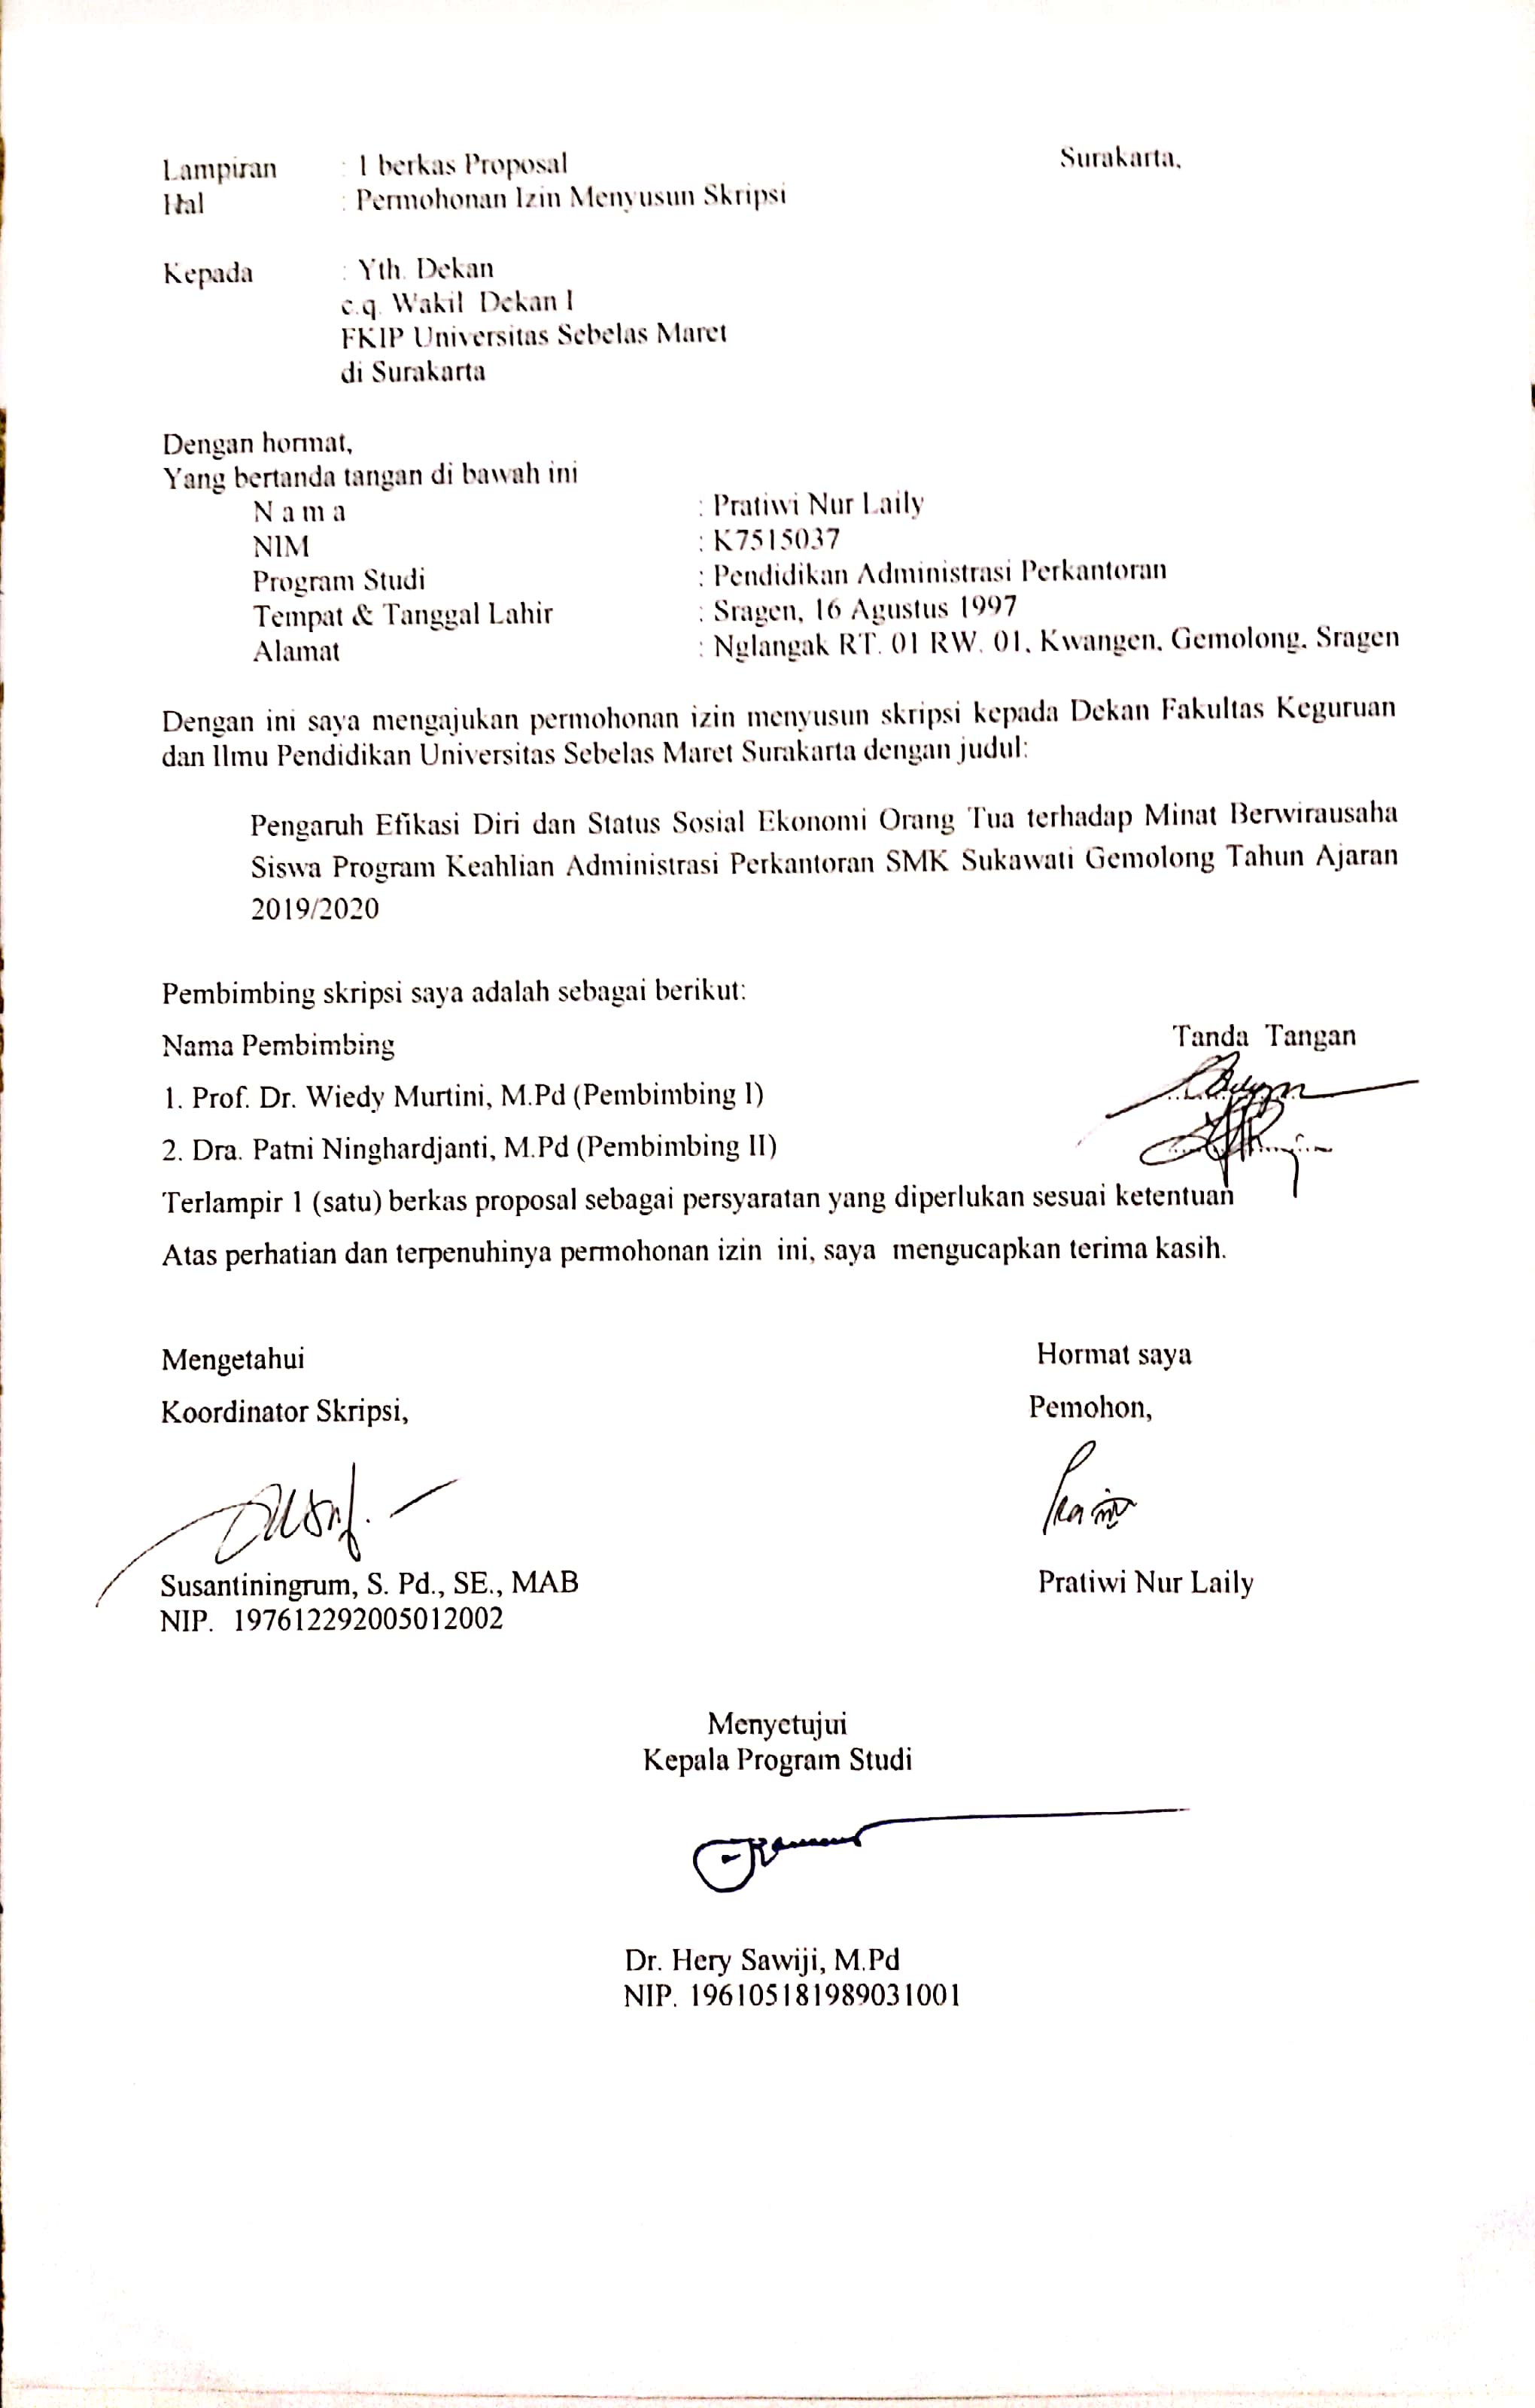 Lampiran : 1 berkas Proposal Surakarta,
Hal : Permohonan Izin Menyusun Skripsi
Kepada : Yth. Dekan
c.q. Wakil Dekan I
FKIP Universitas Sebelas Maret
di Surakarta
Dengan hormat,
Yang bertanda tangan di bawah ini
N a m a : Pratiwi Nur Laily
NIM : K7515037
Program Studi : Pendidikan Administrasi Perkantoran
Tempat & Tanggal Lahir : Sragen, 16 Agustus 1997
Alamat : Nglangak RT. 01 RW. 01, Kwangen, Gemolong, Sragen
Dengan ini saya mengajukan permohonan izin menyusun skripsi kepada Dekan Fakultas Keguruan
dan Ilmu Pendidikan Universitas Sebelas Maret Surakarta dengan judul:
Pengaruh Efikasi Diri dan Status Sosial Ekonomi Orang Tua terhadap Minat Berwirausaha
Siswa Program Keahlian Administrasi Perkantoran SMK Sukawati Gemolong Tahun Ajaran
2019/2020
Pembimbing skripsi saya adalah sebagai berikut:
Nama Pembimbing Tanda Tangan
1. Prof. Dr. Wiedy Murtini, M.Pd (Pembimbing I)
2. Dra. Patni Ninghardjanti, M.Pd (Pembimbing II)
Terlampir 1 (satu) berkas proposal sebagai persyaratan yang diperlukan sesuai ketentuan
Atas perhatian dan terpenuhinya permohonan izin ini, saya mengucapkan terima kasih.
Mengetahui Hormat saya
Koordinator Skripsi, Pemohon,
Susantiningrum, S. Pd., SE., MAB Pratiwi Nur Laily
NIP. 197612292005012002
Menyetujui
Kepala Program Studi
Dr. Hery Sawiji, M.Pd
NIP. 196105181989031001